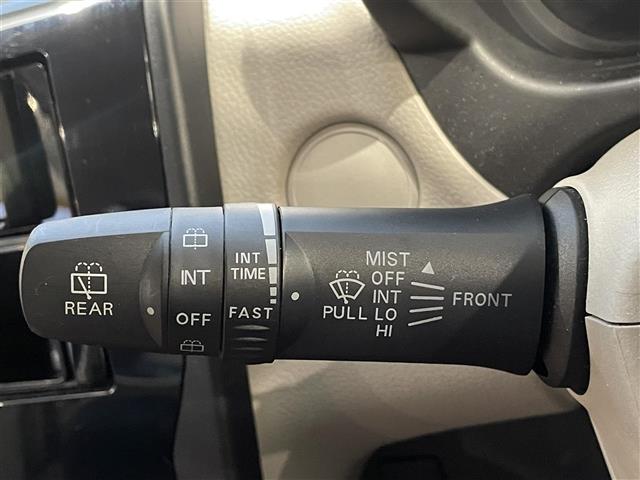 REAR
INT
OFF
INT
TIME
FAST
PULL
MIST
OFF
INT
LO
HI
FRONT